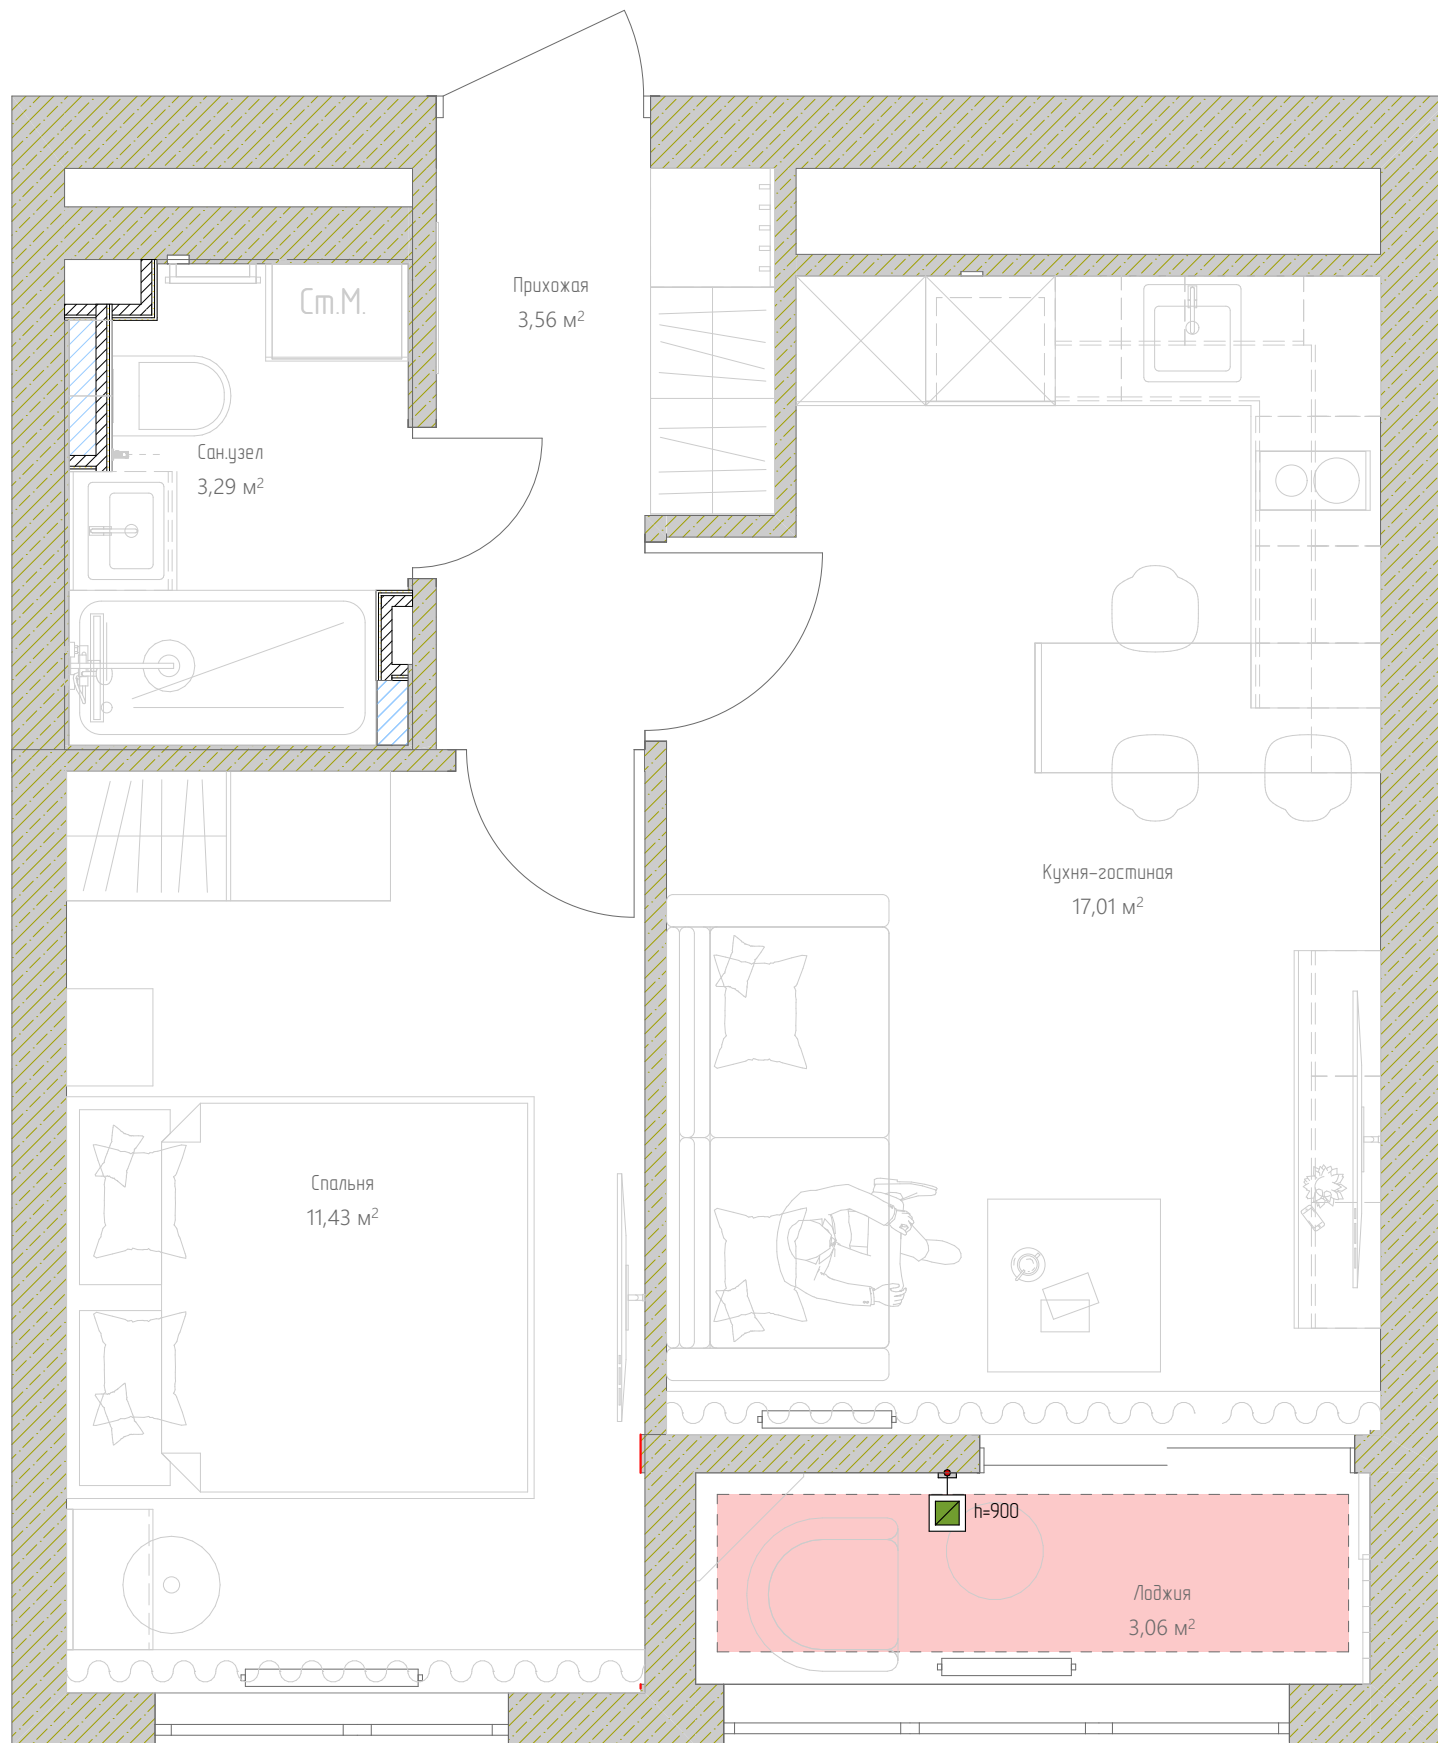 Прихожая
3,56 м²
Ст.М.
Сан.узел
3,29 м²
Кухня-гостиная
17,01 м²
Спальня
11,43 м²
h=900
Лоджия
3,06 м²